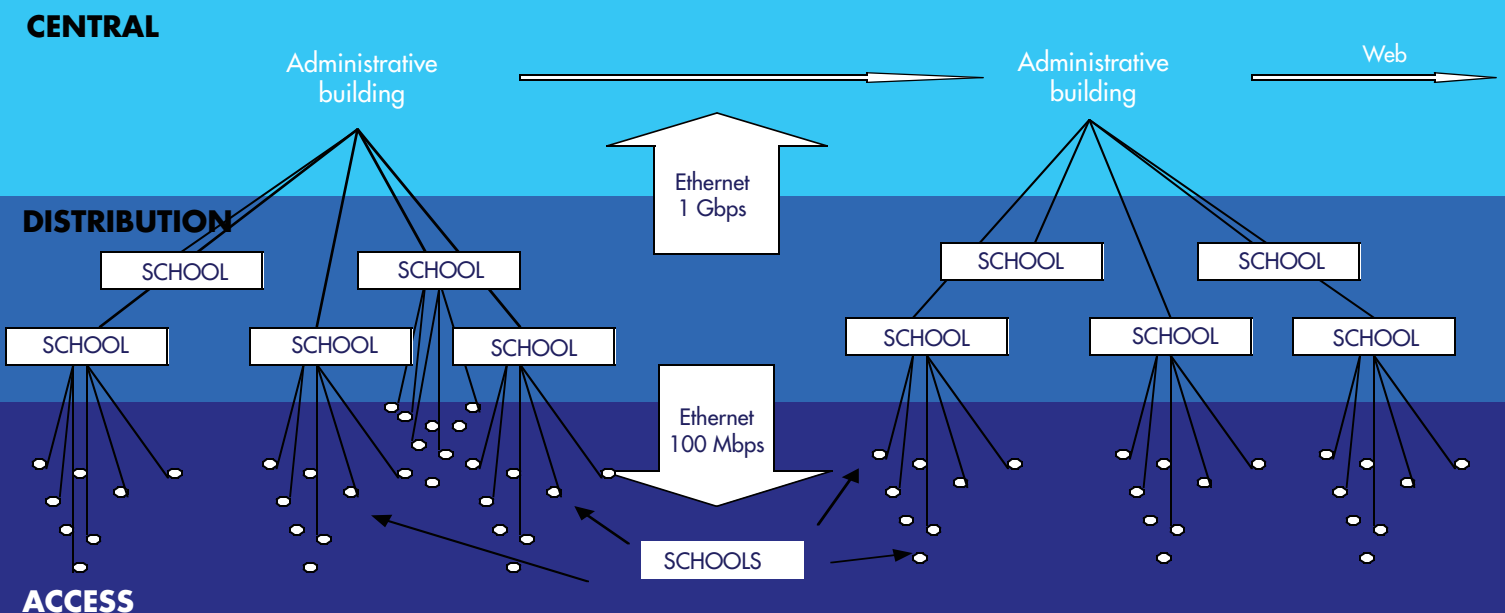 CENTRAL
Administrative
building
Administrative
building
Web
Ethernet
1 Gbps
DISTRIBUTION
SCHOOL
SCHOOL
SCHOOL
SCHOOL
SCHOOL
SCHOOL
SCHOOL
SCHOOL
SCHOOL
SCHOOL
Ethernet
100 Mbps
SCHOOLS
ACCESS